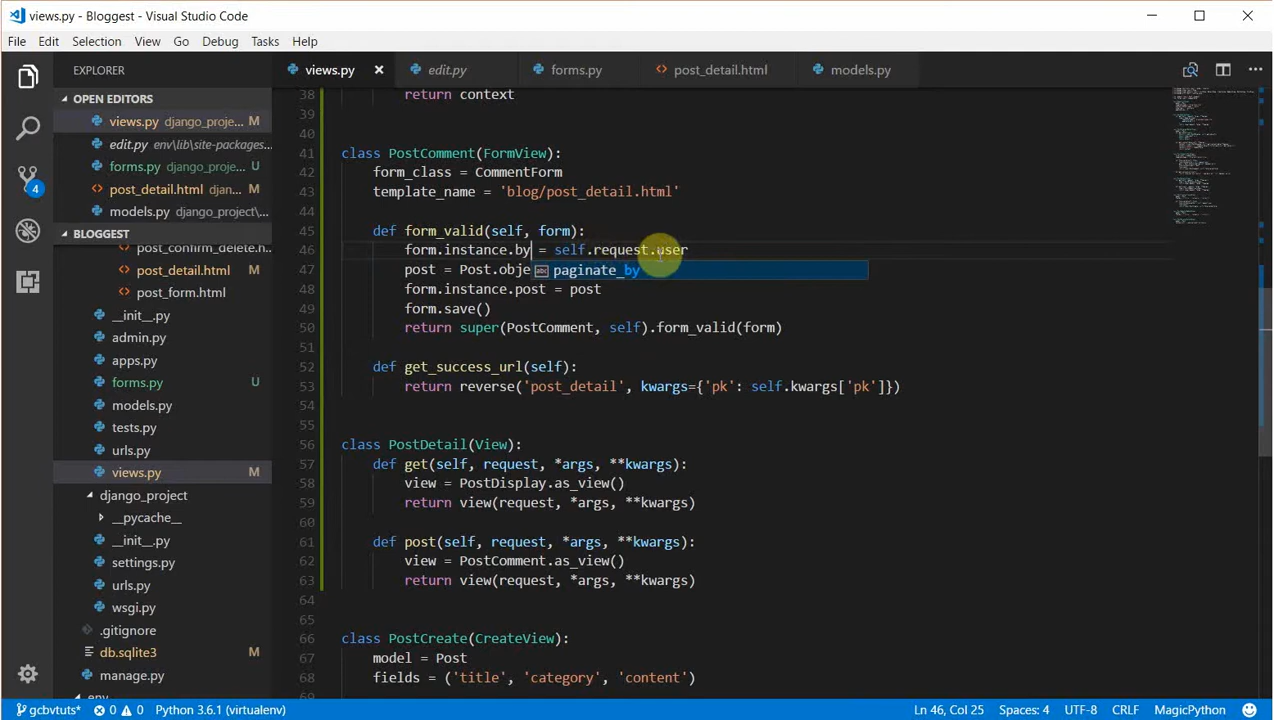 views.py - Bloggest - Visual Studio Code
File Edit Selection View Go Debug Tasks Help
EXPLORER
OPEN EDITORS
views.py django_proje... M
edit.py env\lib\site-packages...
forms.py django_project... U
post_detail.html djan... M
models.py django_project\...
BLOGGEST
post_confirm_delete.h
post_detail.html M
post_form.html
__init__.py
admin.py
apps.py
forms.py U
models.py
tests.py
urls.py
views.py M
django_project
__pycache__
__init__.py
settings.py
urls.py
wsgi.py
.gitignore
db.sqlite3 M
manage.py
env
4
views.py edit.py forms.py post_detail.html models.py
38 return context
39
40
41 class PostComment(FormView):
42 form_class = CommentForm
43 template_name = 'blog/post_detail.html'
44
45 def form_valid(self, form):
46 form.instance.by = self.request.user
47 post = Post.obje
abc paginate_by
48 form.instance.post = post
49 form.save()
50 return super(PostComment, self).form_valid(form)
51
52 def get_success_url(self):
53 return reverse('post_detail', kwargs={'pk': self.kwargs['pk']})
54
55
56 class PostDetail(View):
57 def get(self, request, *args, **kwargs):
58 view = PostDisplay.as_view()
59 return view(request, *args, **kwargs)
60
61 def post(self, request, *args, **kwargs):
62 view = PostComment.as_view()
63 return view(request, *args, **kwargs)
64
65
66 class PostCreate(CreateView):
67 model = Post
68 fields = ('title', 'category', 'content')
69
gcbvtuts* 0 0 Python 3.6.1 (virtualenv) Ln 46, Col 25 Spaces: 4 UTF-8 CRLF MagicPython